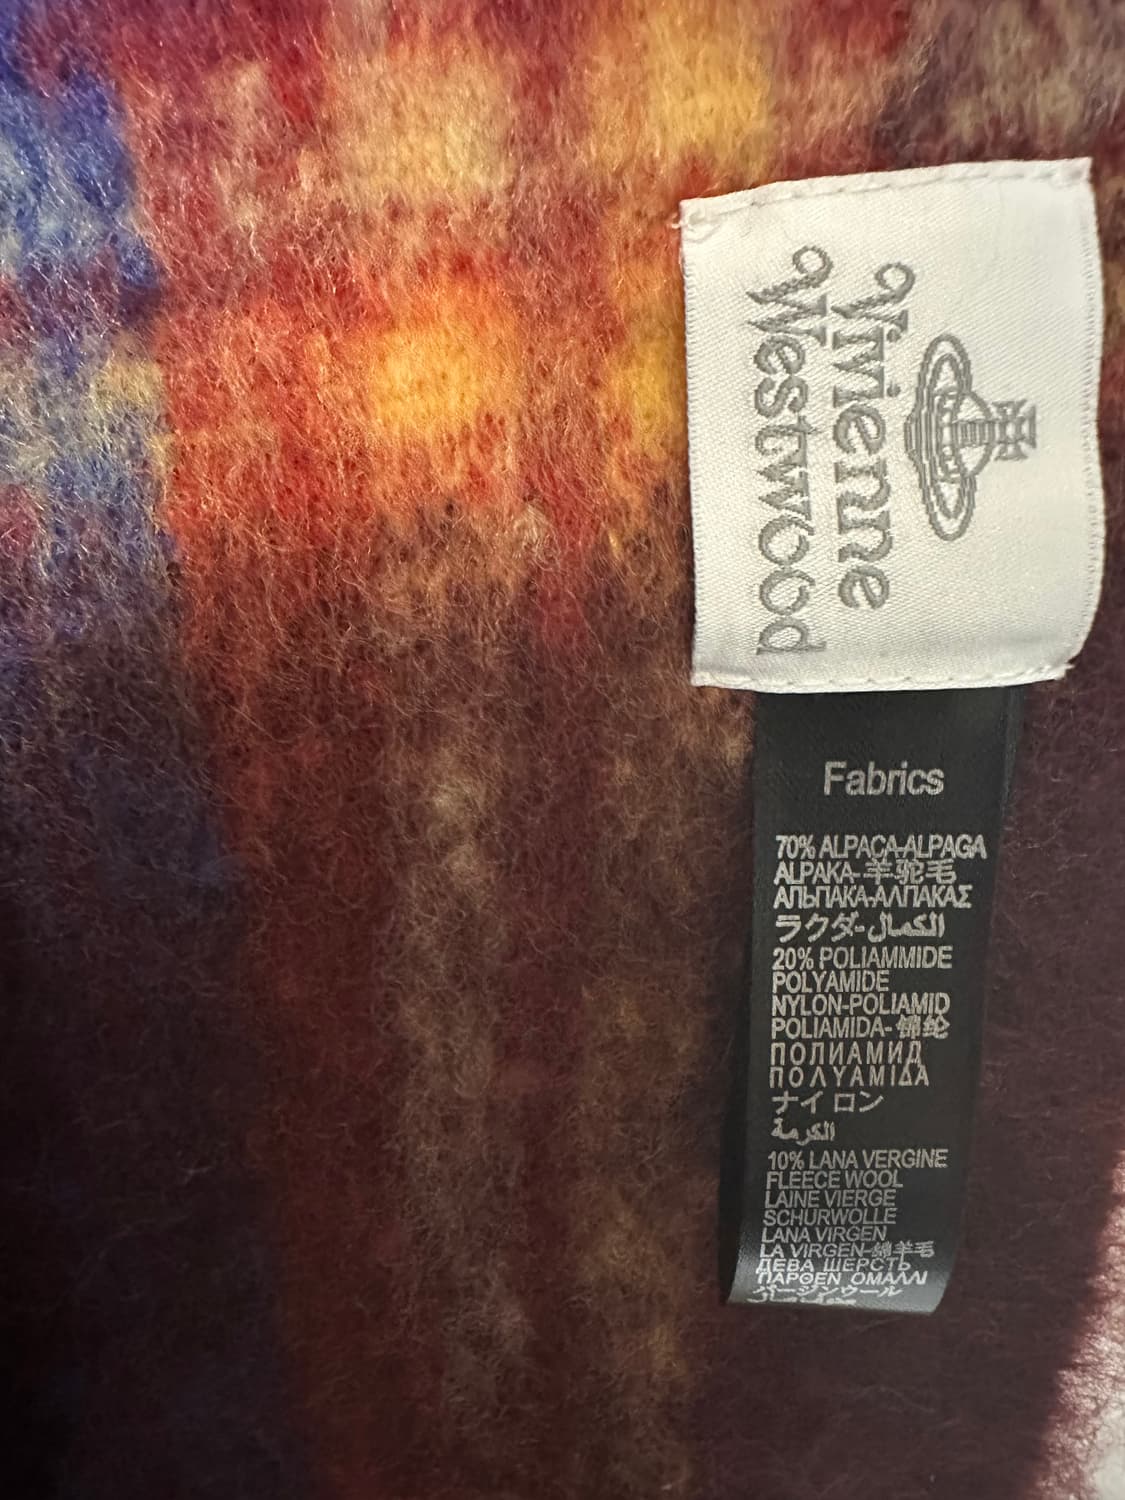 Vivienne
Westwood
Fabrics
70% ALPACA-ALPAGA
ALPAKA-羊驼毛
АЛЬПАКА-ΑΛΠΑΚΑΣ
ラクダ-الكمال
20% POLIAMMIDE
POLYAMIDE
NYLON-POLIAMID
POLIAMIDA-锦纶
ПОЛИАМИД
ΠΟΛΥΑΜΙΔΑ
ナイロン
الكرمة
10% LANA VERGINE
FLEECE WOOL
LAINE VIERGE
SCHURWOLLE
LANA VIRGEN
LA VIRGEN-绵羊毛
ДЕВА ШЕРСТЬ
ΠΑΡΘΕΝ ΟΜΑΛΛΙ
バージンウール